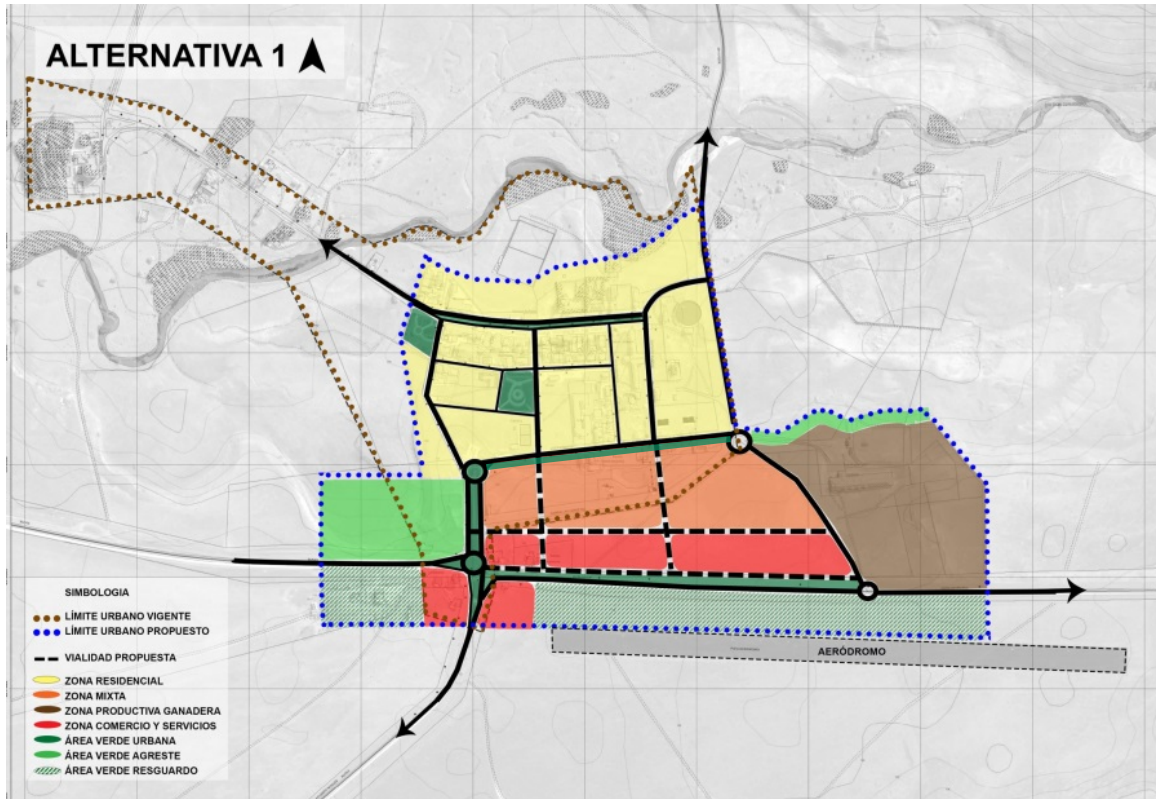 ALTERNATIVA 1
AERÓDROMO
SIMBOLOGIA
LÍMITE URBANO VIGENTE
LÍMITE URBANO PROPUESTO
VIALIDAD PROPUESTA
ZONA RESIDENCIAL
ZONA MIXTA
ZONA PRODUCTIVA GANADERA
ZONA COMERCIO Y SERVICIOS
ÁREA VERDE URBANA
ÁREA VERDE AGRESTE
ÁREA VERDE RESGUARDO